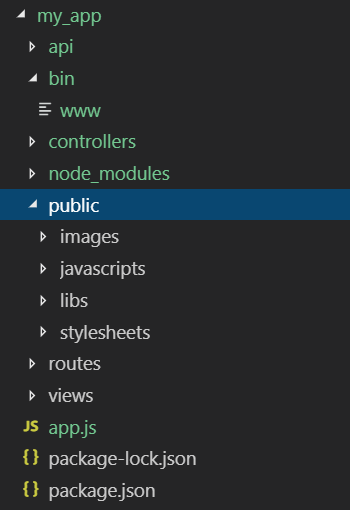 my_app
api
bin
www
controllers
node_modules
public
images
javascripts
libs
stylesheets
routes
views
JS app.js
{ } package-lock.json
{ } package.json